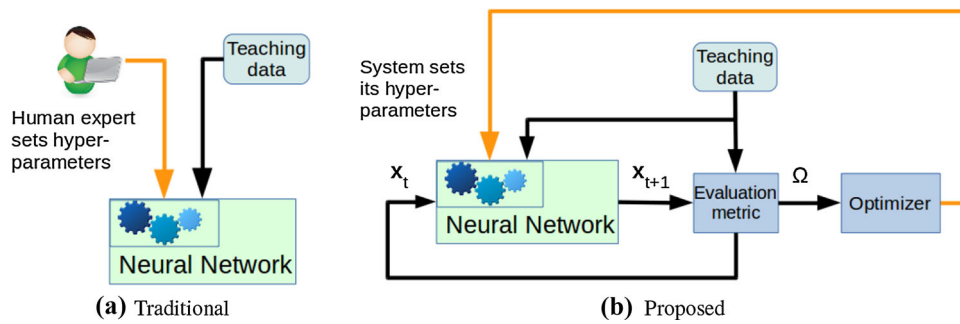 Teaching
data
Human expert
sets hyper-
parameters
Neural Network
(a) Traditional
System sets
its hyper-
parameters
Teaching
data
x_t
x_{t+1}
Evaluation
metric
Ω
Optimizer
Neural Network
(b) Proposed